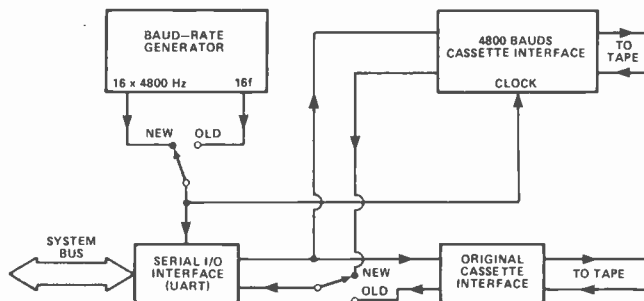 BAUD-RATE
GENERATOR
16 x 4800 Hz
16f
NEW
OLD
4800 BAUDS
CASSETTE INTERFACE
CLOCK
TO
TAPE
SYSTEM
BUS
SERIAL I/O
INTERFACE
(UART)
NEW
OLD
ORIGINAL
CASSETTE
INTERFACE
TO TAPE